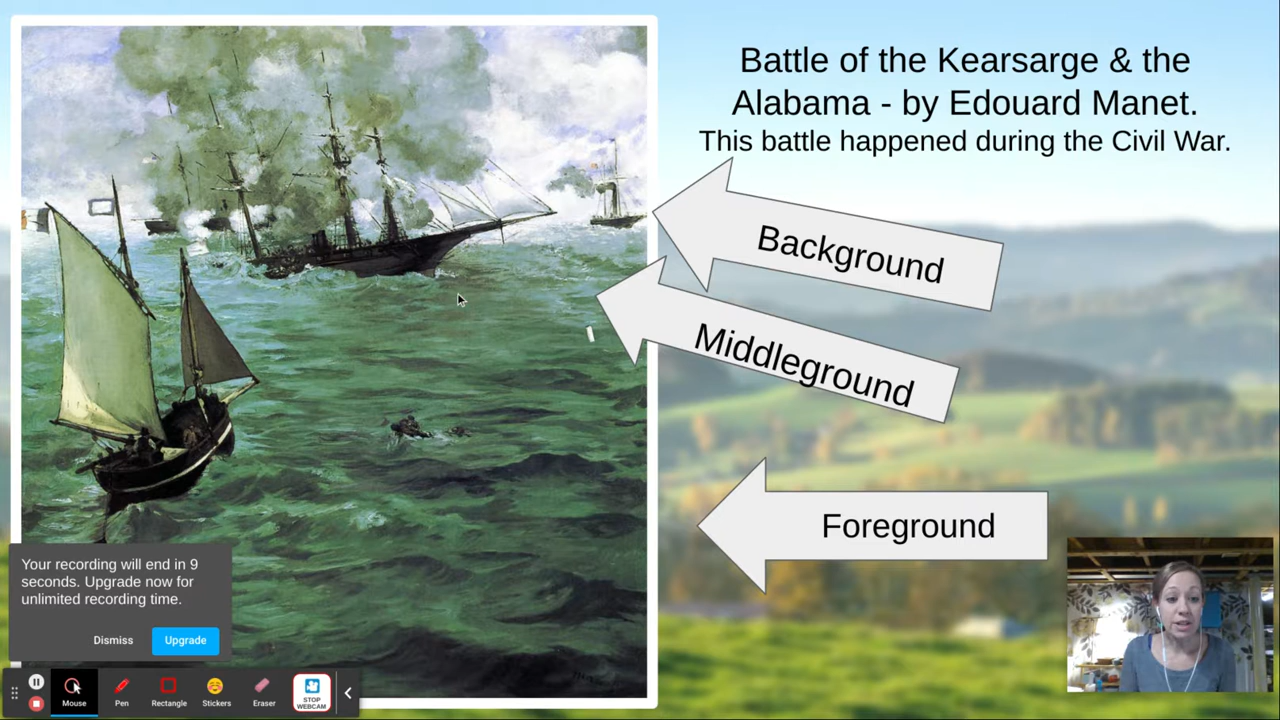 Battle of the Kearsarge & the
Alabama - by Edouard Manet.
This battle happened during the Civil War.
Background
Middleground
Foreground
Your recording will end in 9
seconds. Upgrade now for
unlimited recording time.
Dismiss
Upgrade
Mouse
Pen
Rectangle
Stickers
Eraser
STOP
WEBCAM